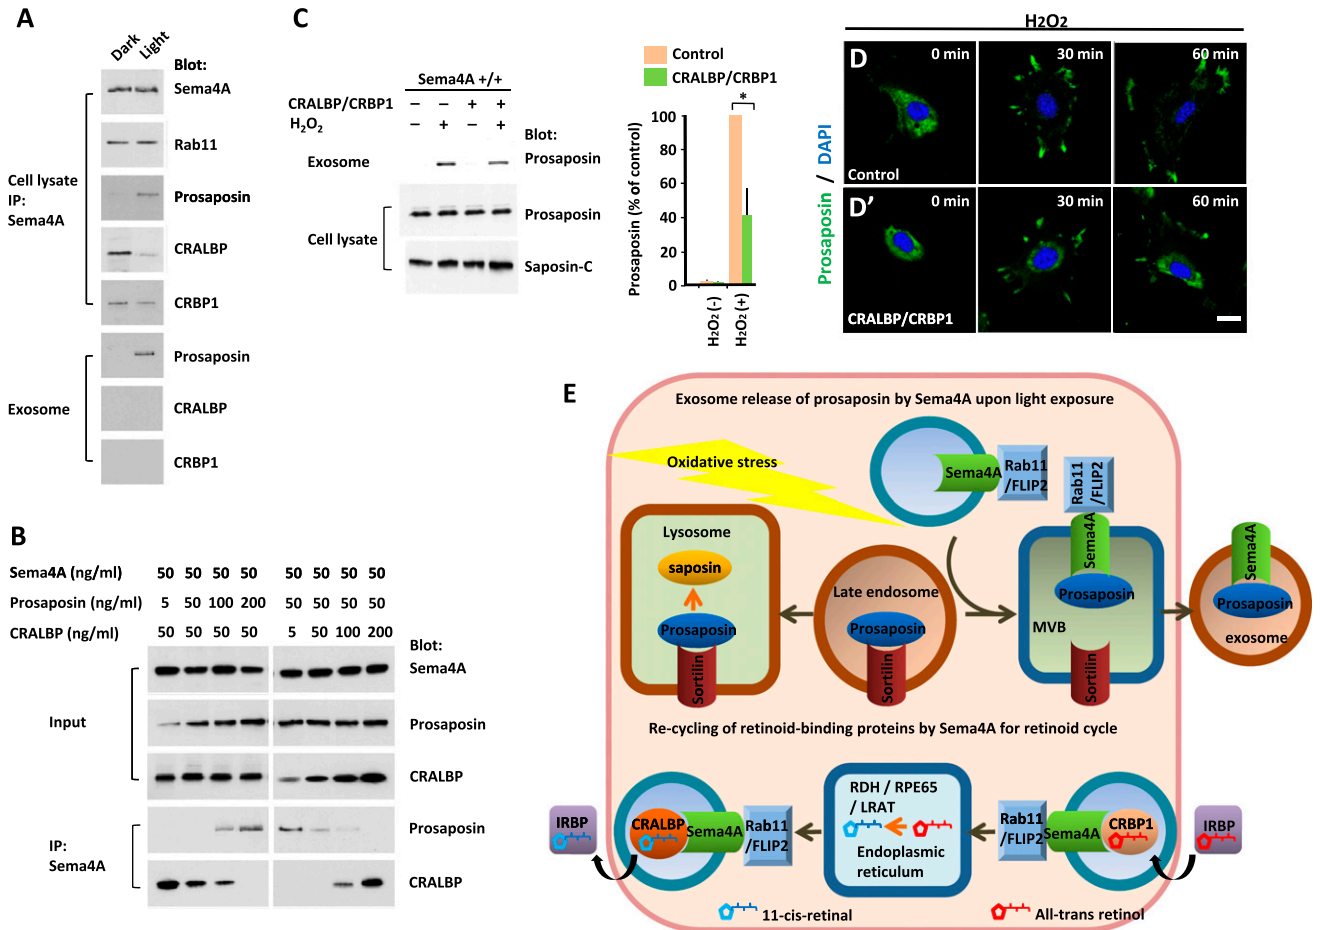 A
Dark Light
Blot:
Sema4A
Rab11
Prosaposin
CRALBP
CRBP1
Cell lysate
IP:
Sema4A
Prosaposin
CRALBP
CRBP1
Exosome
B
Sema4A (ng/ml) 50 50 50 50 50 50 50 50
Prosaposin (ng/ml) 5 50 100 200 50 50 50 50
CRALBP (ng/ml) 50 50 50 50 5 50 100 200
Blot:
Sema4A
Input
Prosaposin
CRALBP
IP:
Sema4A
Prosaposin
CRALBP
C
Sema4A +/+
CRALBP/CRBP1 − − + +
H2O2 − + − +
Blot:
Exosome
Prosaposin
Cell lysate
Prosaposin
Saposin-C
Control
CRALBP/CRBP1
*
Prosaposin (% of control)
100
80
60
40
20
0
H2O2 (-)
H2O2 (+)
H2O2
Prosaposin / DAPI
D
0 min
30 min
60 min
Control
D’
0 min
30 min
60 min
CRALBP/CRBP1
E
Exosome release of prosaposin by Sema4A upon light exposure
Oxidative stress
Sema4A
Rab11
/FLIP2
Rab11
/FLIP2
Sema4A
Prosaposin
MVB
Sortilin
Lysosome
saposin
Prosaposin
Sortilin
Late endosome
Prosaposin
Sortilin
Sema4A
Prosaposin
exosome
Re-cycling of retinoid-binding proteins by Sema4A for retinoid cycle
IRBP
CRALBP
Sema4A
Rab11
/FLIP2
RDH / RPE65
/ LRAT
Endoplasmic
reticulum
Rab11
/FLIP2
Sema4A
CRBP1
IRBP
11-cis-retinal
All-trans retinol